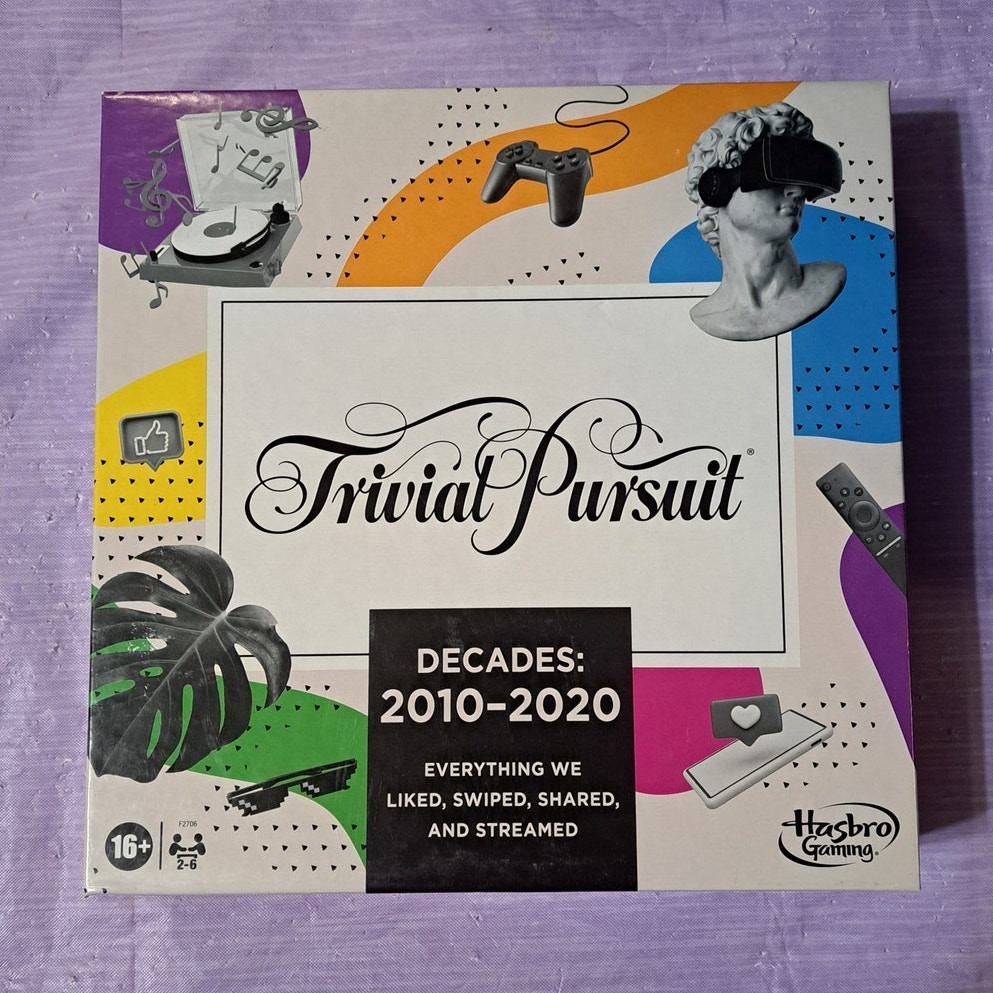 Trivial Pursuit®
DECADES:
2010–2020
EVERYTHING WE
LIKED, SWIPED, SHARED,
AND STREAMED
16+
F2706
2-6
Hasbro
Gaming®